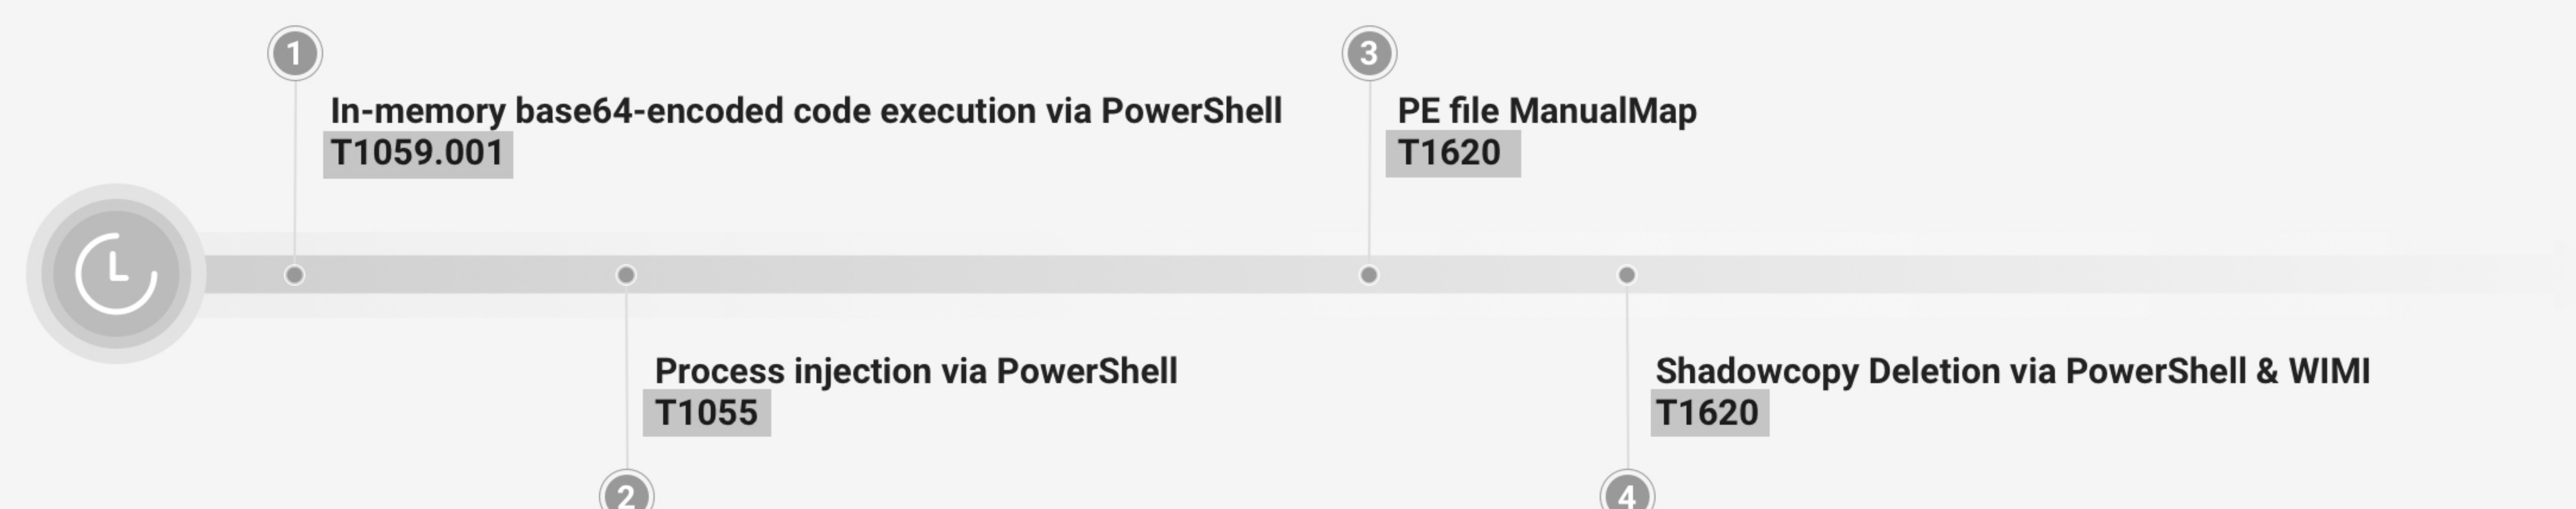 1
In-memory base64-encoded code execution via PowerShell
T1059.001
2
Process injection via PowerShell
T1055
3
PE file ManualMap
T1620
4
Shadowcopy Deletion via PowerShell & WIMI
T1620